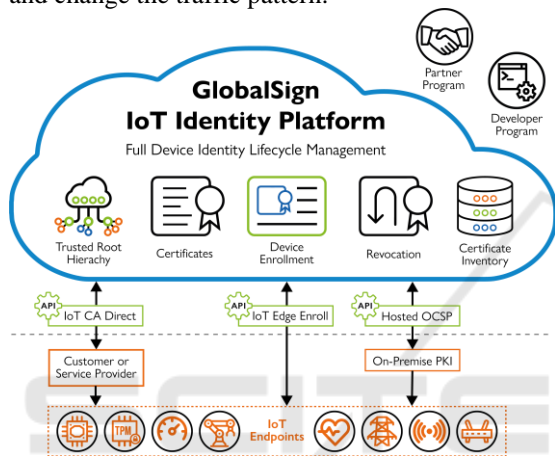 and change the traffic pattern.
Partner
Program
Developer
Program
GlobalSign
IoT Identity Platform
Full Device Identity Lifecycle Management
Trusted Root
Hierachy
Certificates
Device
Enrollment
Revocation
Certificate
Inventory
API
IoT CA Direct
API
IoT Edge Enroll
API
Hosted OCSP
Customer or
Service Provider
On-Premise PKI
TPM
IoT
Endpoints